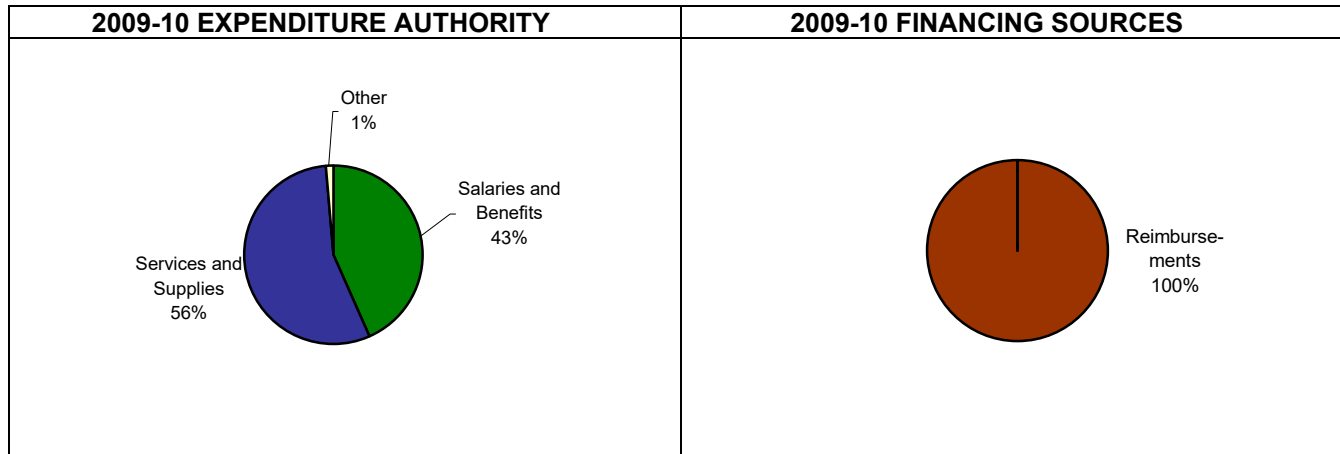 2009-10 EXPENDITURE AUTHORITY
Other
1%
Salaries and
Benefits
43%
Services and
Supplies
56%
2009-10 FINANCING SOURCES
Reimburse-
ments
100%